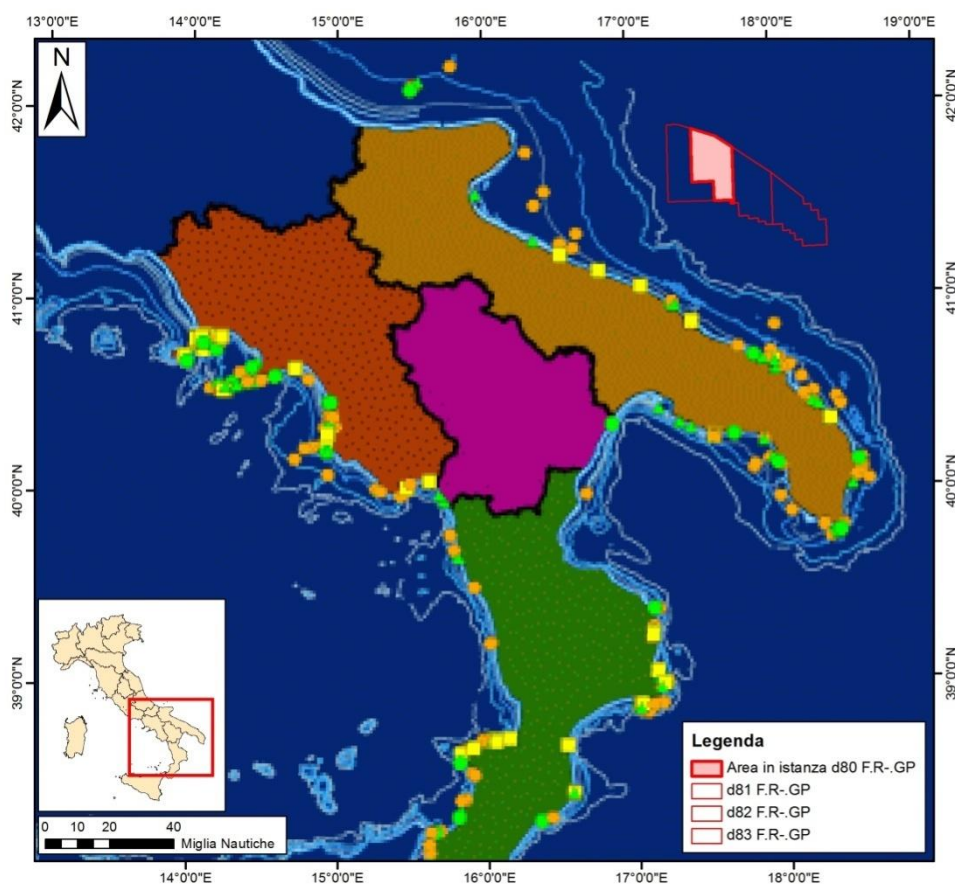 13°0'0"E 14°0'0"E 15°0'0"E 16°0'0"E 17°0'0"E 18°0'0"E 19°0'0"E
N
42°0'0"N 42°0'0"N
41°0'0"N 41°0'0"N
40°0'0"N 40°0'0"N
39°0'0"N 39°0'0"N
Legenda
Area in istanza d80 F.R-.GP
d81 F.R-.GP
d82 F.R-.GP
d83 F.R-.GP
0 10 20 40
Miglia Nautiche
14°0'0"E 15°0'0"E 16°0'0"E 17°0'0"E 18°0'0"E